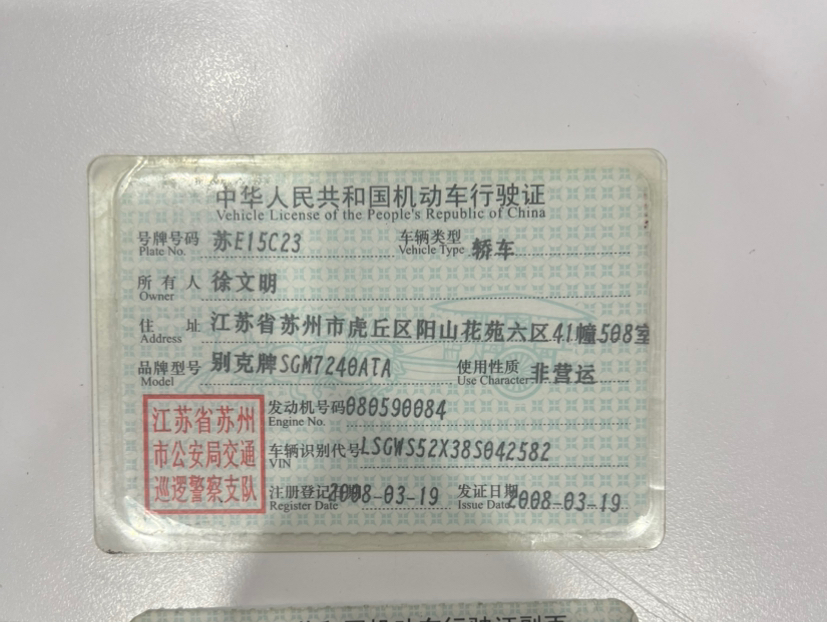 中华人民共和国机动车行驶证
Vehicle License of the People's Republic of China
号牌号码 苏E15C23 车辆类型 轿车
Plate No. Vehicle Type
所有人 徐文明
Owner
住址 江苏省苏州市虎丘区阳山花苑六区41幢508室
Address
品牌型号 别克牌SGM7240ATA 使用性质 非营运
Model Use Character
江苏省苏州
市公安局交通
巡逻警察支队
发动机号码 080590084
Engine No.
车辆识别代号 LSGWS52X38S042582
VIN
注册登记日期 2008-03-19 发证日期 2008-03-19
Register Date Issue Date